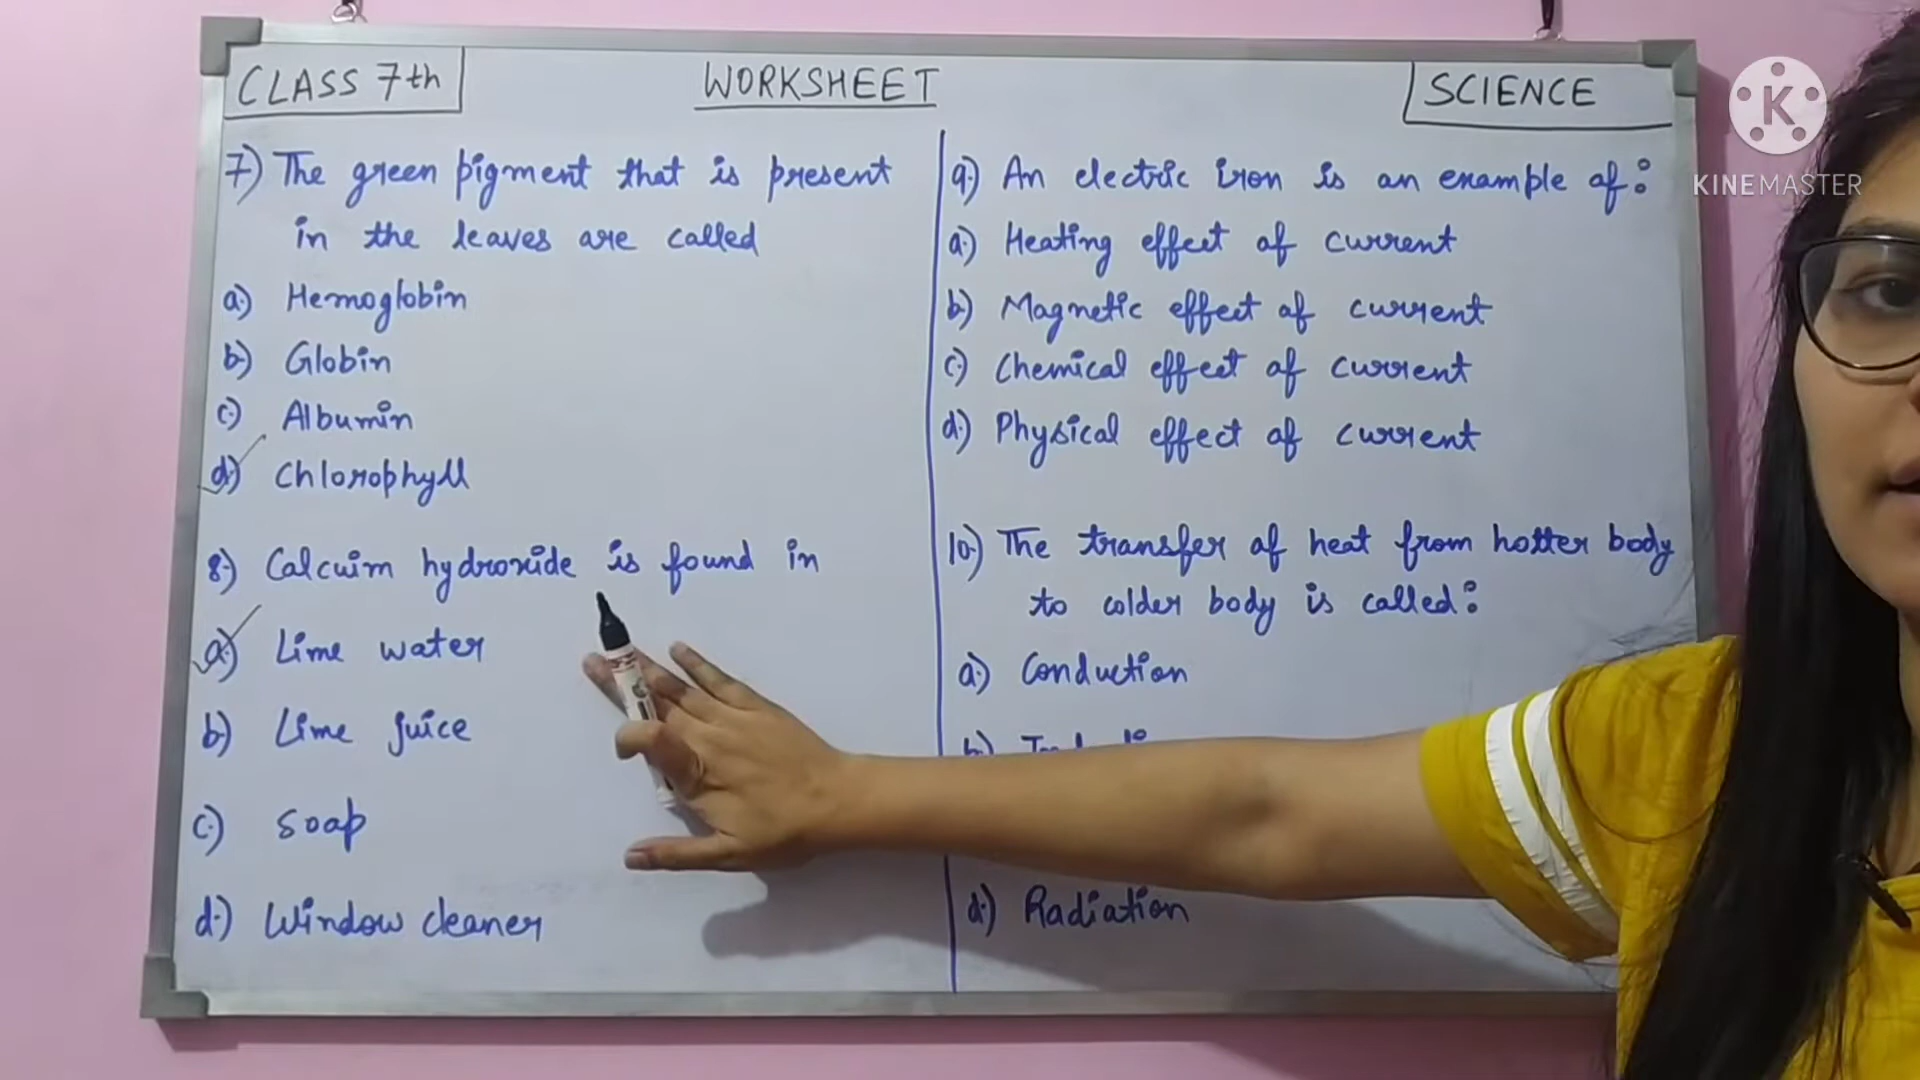 CLASS 7th
WORKSHEET
SCIENCE
7) The green pigment that is present
in the leaves are called
a) Hemoglobin
b) Globin
c) Albumin
d) Chlorophyll
8) Calcuim hydroxide is found in
a) Lime water
b) Lime juice
c) Soap
d) Window cleaner
9) An electric iron is an example of:
a) Heating effect of current
b) Magnetic effect of current
c) Chemical effect of current
d) Physical effect of current
10) The transfer of heat from hotter body
to colder body is called:
a) Conduction
d) Radiation
K
KINEMASTER